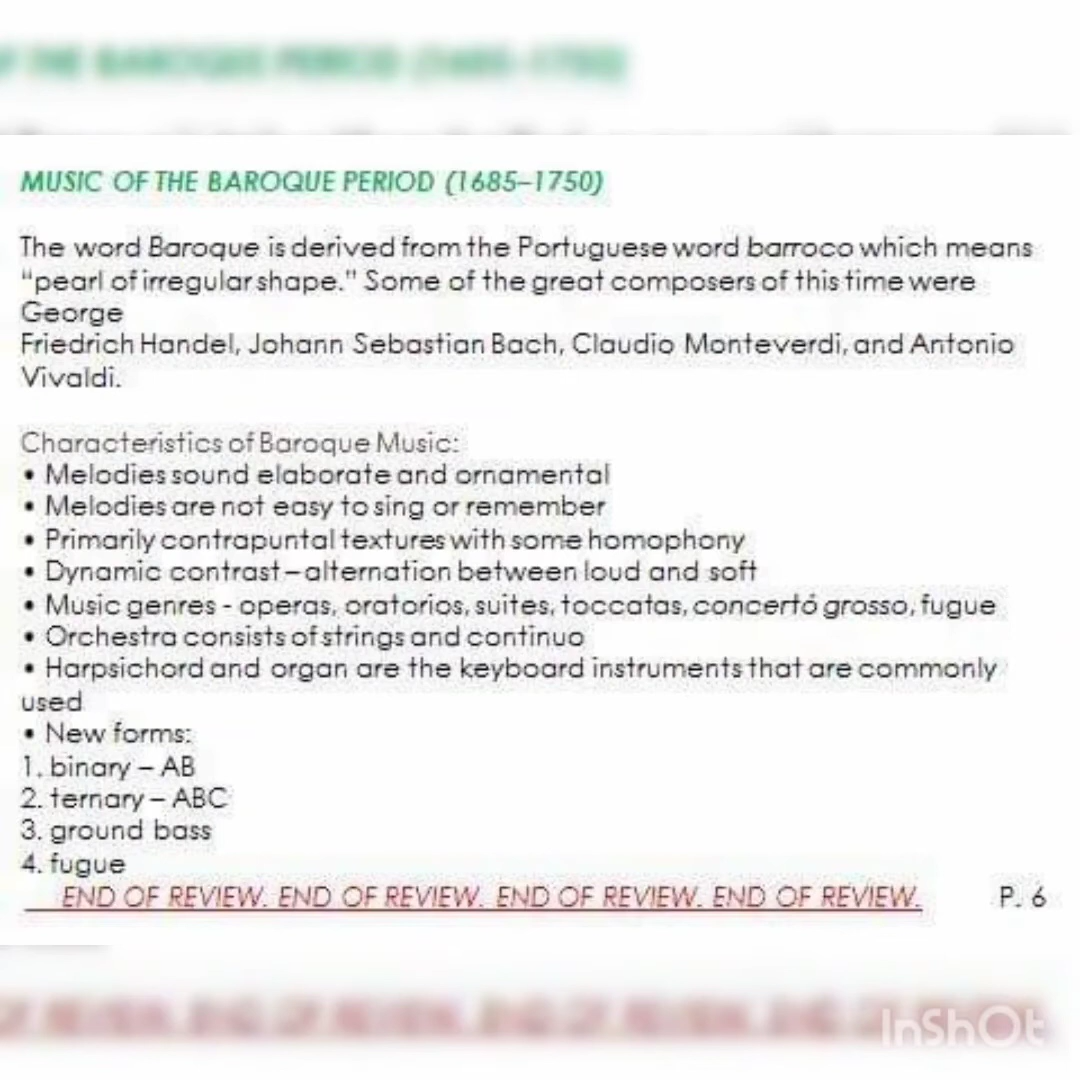 OF THE BAROQUE PERIOD (1685–1750)
MUSIC OF THE BAROQUE PERIOD (1685–1750)
The word Baroque is derived from the Portuguese word barroco which means
“pearl of irregular shape.” Some of the great composers of this time were
George
Friedrich Handel, Johann Sebastian Bach, Claudio Monteverdi, and Antonio
Vivaldi.
Characteristics of Baroque Music:
• Melodies sound elaborate and ornamental
• Melodies are not easy to sing or remember
• Primarily contrapuntal textures with some homophony
• Dynamic contrast – alternation between loud and soft
• Music genres - operas, oratorios, suites, toccatas, concertó grosso, fugue
• Orchestra consists of strings and continuo
• Harpsichord and organ are the keyboard instruments that are commonly
used
• New forms:
1. binary – AB
2. ternary – ABC
3. ground bass
4. fugue
END OF REVIEW. END OF REVIEW. END OF REVIEW. END OF REVIEW. P. 6
InShOt